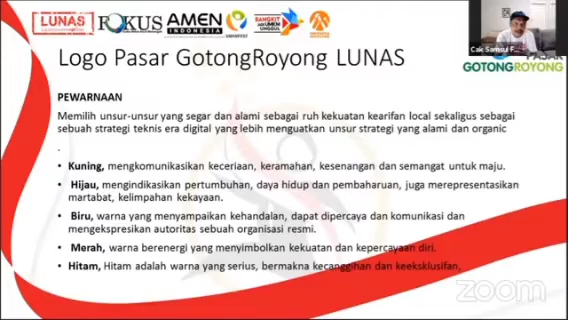 LUNAS
FOKUS
AMEN
INDONESIA
Cak Samsul F...
Logo Pasar GotongRoyong LUNAS
PASAR
GOTONGROYONG
PEWARNAAN
Memilih unsur-unsur yang segar dan alami sebagai ruh kekuatan kearifan local sekaligus sebagai
sebuah strategi teknis era digital yang lebih menguatkan unsur strategi yang alami dan organic
.
• Kuning, mengkomunikasikan keceriaan, keramahan, kesenangan dan semangat untuk maju.
• Hijau, mengindikasikan pertumbuhan, daya hidup dan pembaharuan, juga merepresentasikan
martabat, kelimpahan kekayaan.
• Biru, warna yang menyampaikan kehandalan, dapat dipercaya dan komunikasi dan
mengekspresikan autoritas sebuah organisasi resmi.
• Merah, warna berenergi yang menyimbolkan kekuatan dan kepercayaan diri.
• Hitam, Hitam adalah warna yang serius, bermakna kecanggihan dan keeksklusifan,
zoom